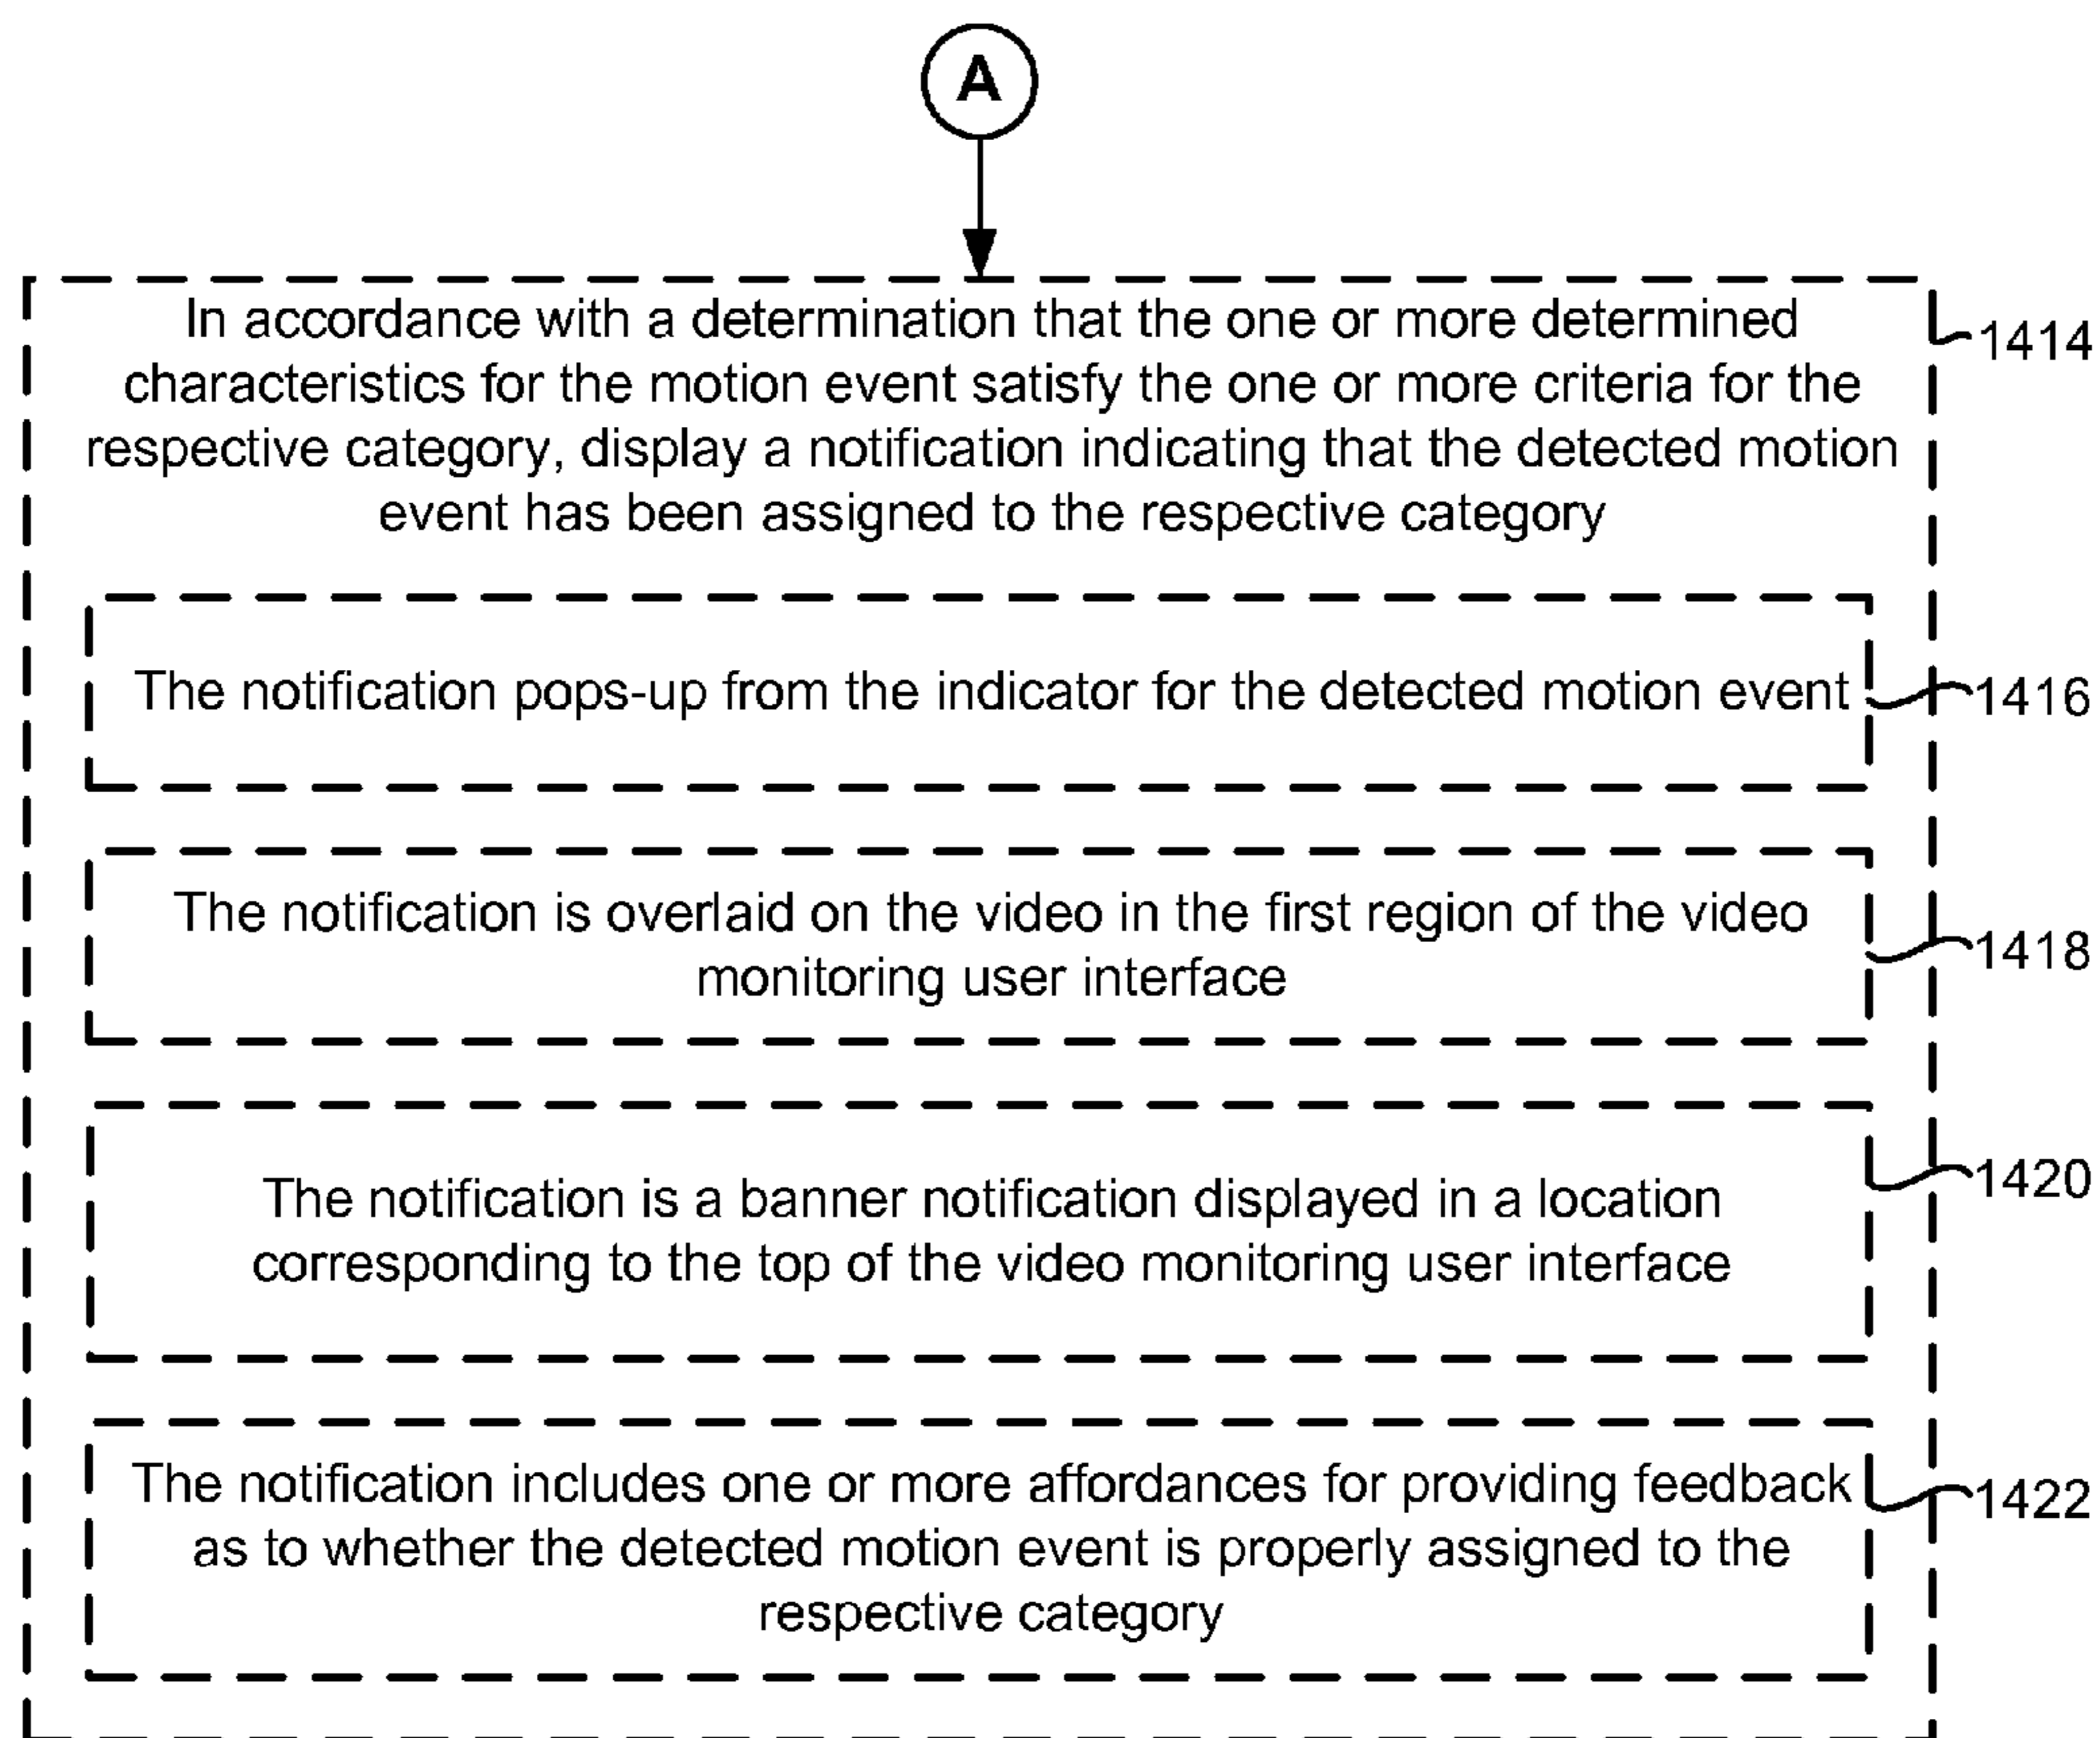 A
In accordance with a determination that the one or more determined
characteristics for the motion event satisfy the one or more criteria for the
respective category, display a notification indicating that the detected motion
event has been assigned to the respective category
1414
The notification pops-up from the indicator for the detected motion event
1416
The notification is overlaid on the video in the first region of the video
monitoring user interface
1418
The notification is a banner notification displayed in a location
corresponding to the top of the video monitoring user interface
1420
The notification includes one or more affordances for providing feedback
as to whether the detected motion event is properly assigned to the
respective category
1422